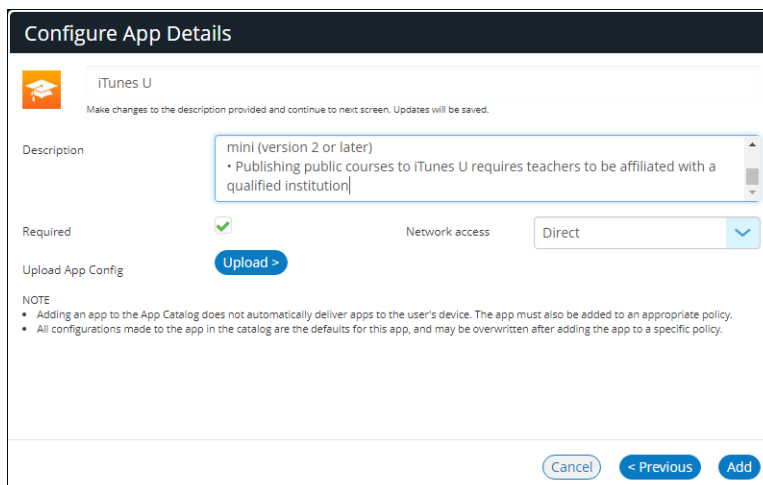 Configure App Details
iTunes U
Make changes to the description provided and continue to next screen. Updates will be saved.
Description
mini (version 2 or later)
• Publishing public courses to iTunes U requires teachers to be affiliated with a
qualified institution
Required
Network access
Direct
Upload App Config
Upload >
NOTE
• Adding an app to the App Catalog does not automatically deliver apps to the user's device. The app must also be added to an appropriate policy.
• All configurations made to the app in the catalog are the defaults for this app, and may be overwritten after adding the app to a specific policy.
Cancel
< Previous
Add